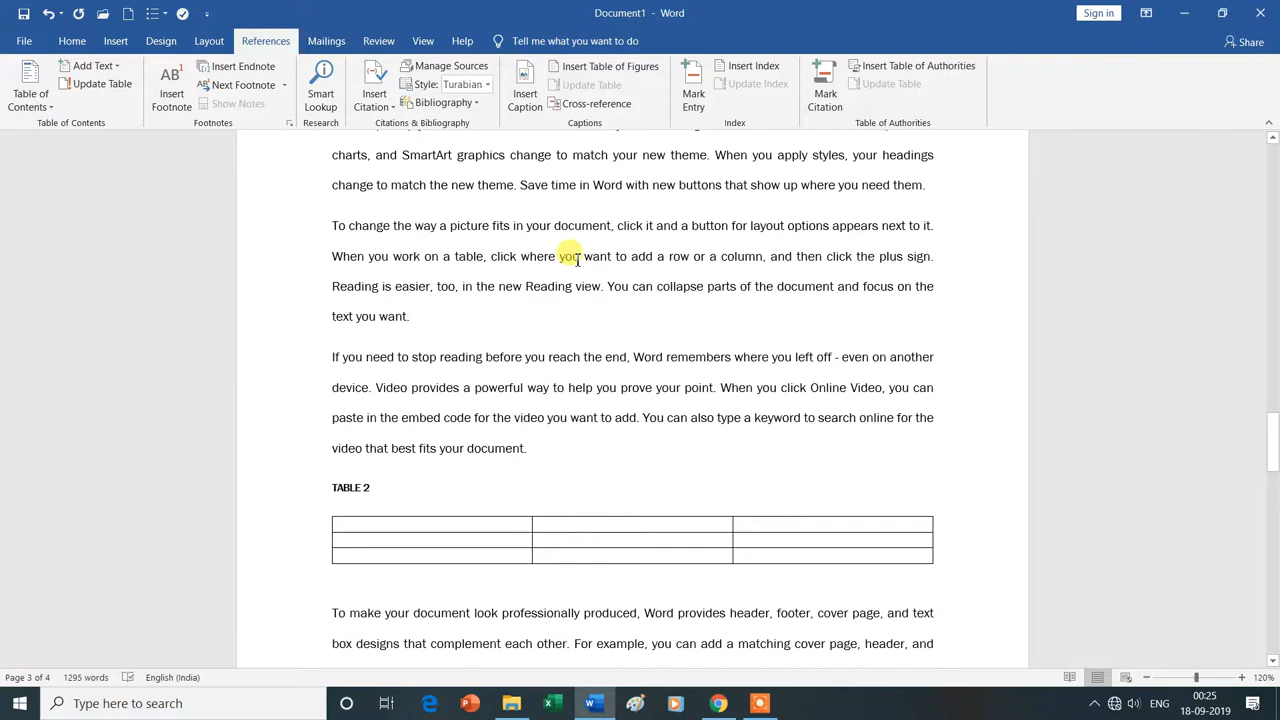 Document1 - Word
Sign in
File Home Insert Design Layout References Mailings Review View Help Tell me what you want to do Share
Table of Contents
Add Text
Update Table
Table of Contents
AB1
Insert Footnote
Insert Endnote
Next Footnote
Show Notes
Footnotes
Smart Lookup
Research
Insert Citation
Manage Sources
Style: Turabian
Bibliography
Citations & Bibliography
Insert Caption
Insert Table of Figures
Update Table
Cross-reference
Captions
Mark Entry
Insert Index
Update Index
Index
Mark Citation
Insert Table of Authorities
Update Table
Table of Authorities
charts, and SmartArt graphics change to match your new theme. When you apply styles, your headings
change to match the new theme. Save time in Word with new buttons that show up where you need them.
To change the way a picture fits in your document, click it and a button for layout options appears next to it.
When you work on a table, click where you want to add a row or a column, and then click the plus sign.
Reading is easier, too, in the new Reading view. You can collapse parts of the document and focus on the
text you want.
If you need to stop reading before you reach the end, Word remembers where you left off - even on another
device. Video provides a powerful way to help you prove your point. When you click Online Video, you can
paste in the embed code for the video you want to add. You can also type a keyword to search online for the
video that best fits your document.
TABLE 2
To make your document look professionally produced, Word provides header, footer, cover page, and text
box designs that complement each other. For example, you can add a matching cover page, header, and
Page 3 of 4 1295 words English (India) 120%
Type here to search
ENG
00:25
18-09-2019